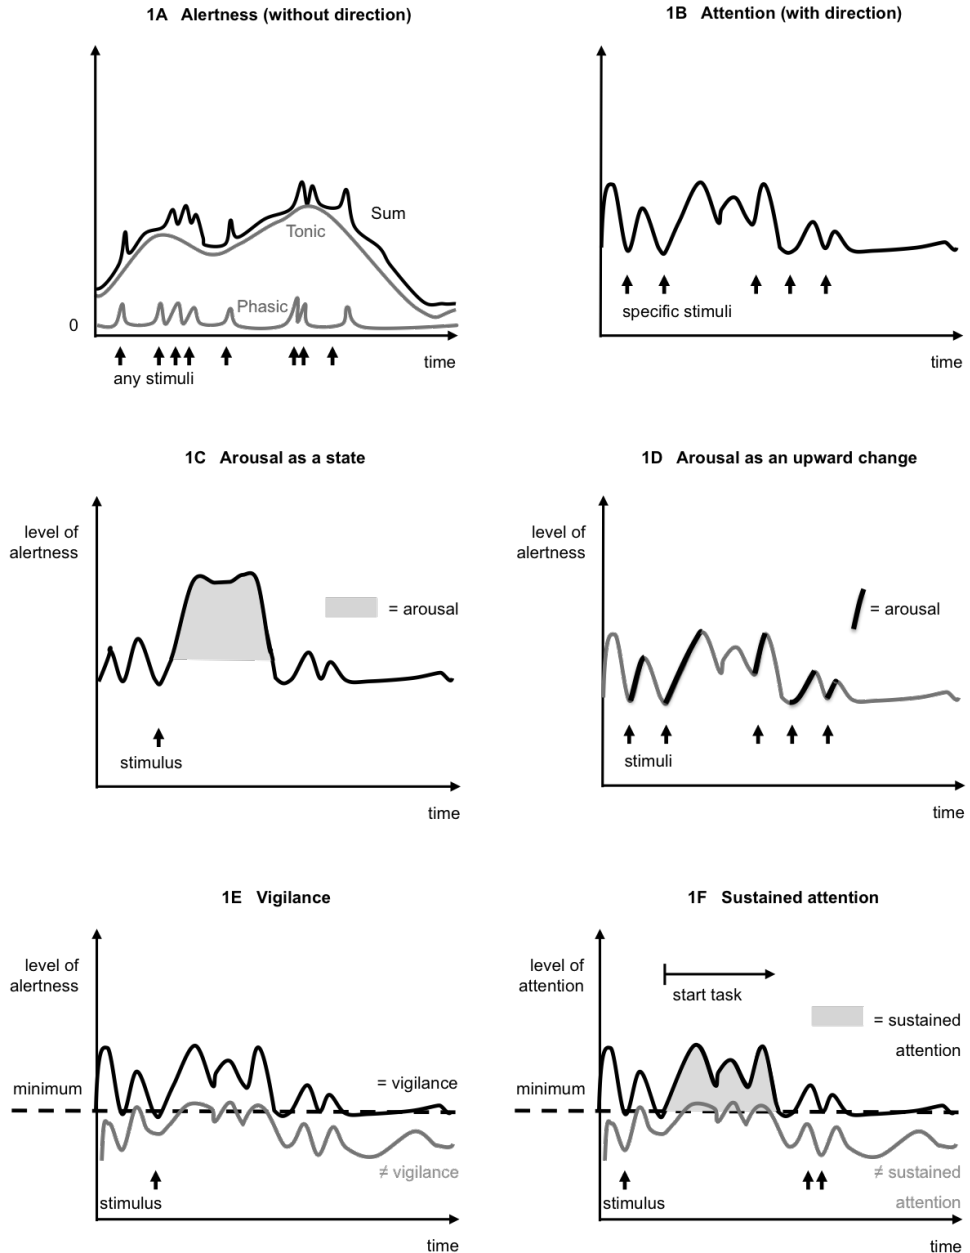 1A Alertness (without direction)
Sum
Tonic
Phasic
0
time
any stimuli
1B Attention (with direction)
specific stimuli
time
1C Arousal as a state
level of
alertness
= arousal
stimulus
time
1D Arousal as an upward change
level of
alertness
= arousal
stimuli
time
1E Vigilance
level of
alertness
minimum
= vigilance
≠ vigilance
stimulus
time
1F Sustained attention
level of
attention
start task
= sustained
attention
minimum
≠ sustained
attention
stimulus
time